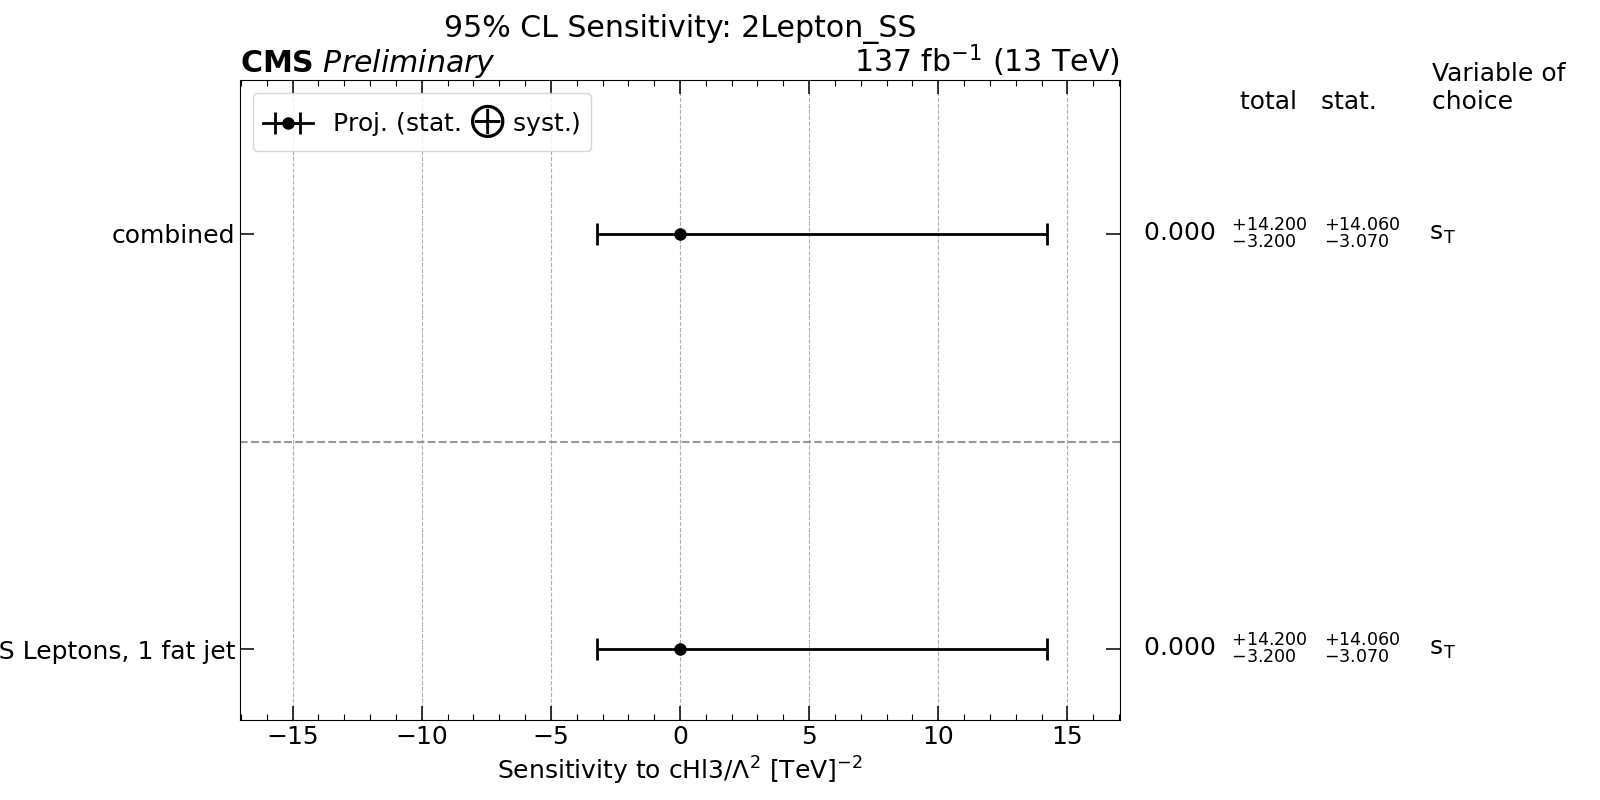 95% CL Sensitivity: 2Lepton_SS
CMS Preliminary 137 fb⁻¹ (13 TeV)
total stat. Variable of
choice
Proj. (stat. ⊕ syst.)
combined 0.000 +14.200 −3.200 +14.060 −3.070 s_T
S Leptons, 1 fat jet 0.000 +14.200 −3.200 +14.060 −3.070 s_T
−15 −10 −5 0 5 10 15
Sensitivity to cHl3/Λ² [TeV]⁻²